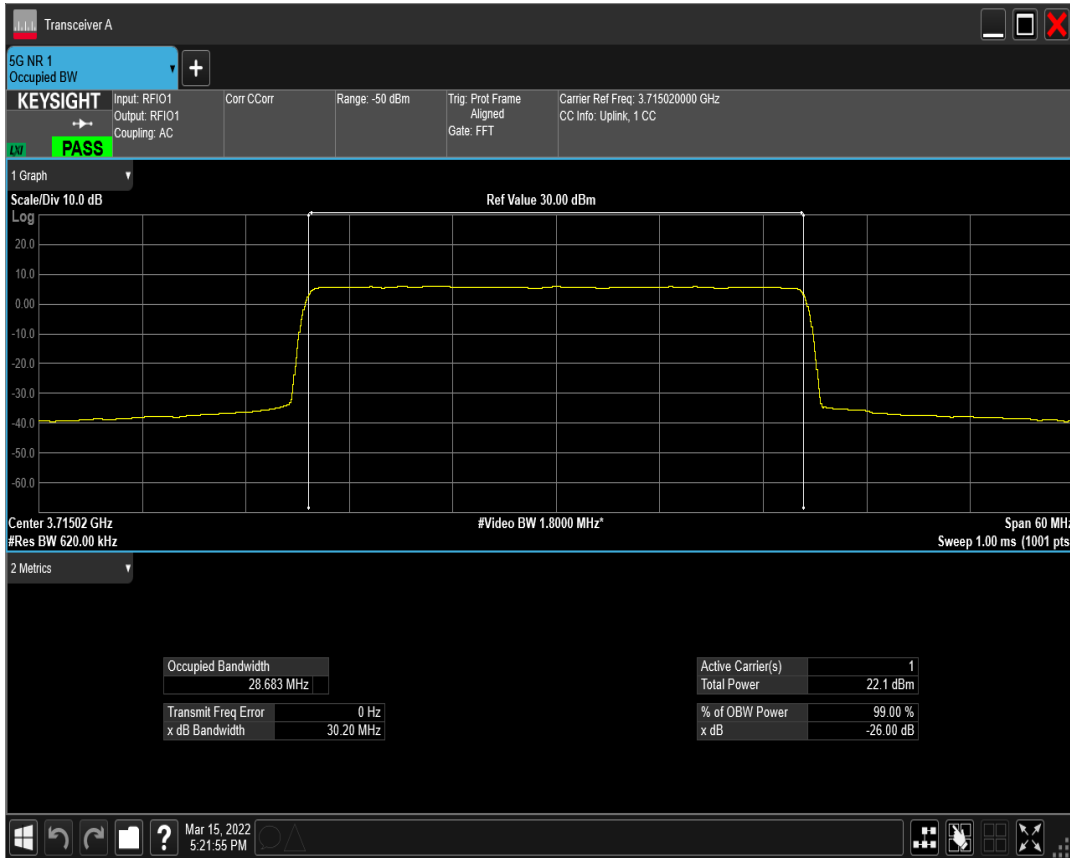 Transceiver A
5G NR 1
Occupied BW
KEYSIGHT
LXI
PASS
Input: RFIO1
Output: RFIO1
Coupling: AC
Corr CCorr
Range: -50 dBm
Trig: Prot Frame
Aligned
Gate: FFT
Carrier Ref Freq: 3.715020000 GHz
CC Info: Uplink, 1 CC
1 Graph
Scale/Div 10.0 dB
Ref Value 30.00 dBm
Log
20.0
10.0
0.00
-10.0
-20.0
-30.0
-40.0
-50.0
-60.0
Center 3.71502 GHz
#Video BW 1.8000 MHz*
Span 60 MHz
#Res BW 620.00 kHz
Sweep 1.00 ms (1001 pts
2 Metrics
Occupied Bandwidth
28.683 MHz
Transmit Freq Error 0 Hz
x dB Bandwidth 30.20 MHz
Active Carrier(s) 1
Total Power 22.1 dBm
% of OBW Power 99.00 %
x dB -26.00 dB
?
Mar 15, 2022
5:21:55 PM